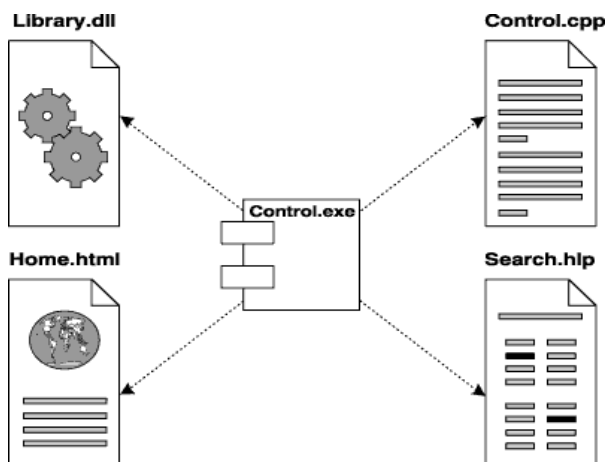 Library.dll
Control.cpp
Control.exe
Home.html
Search.hlp